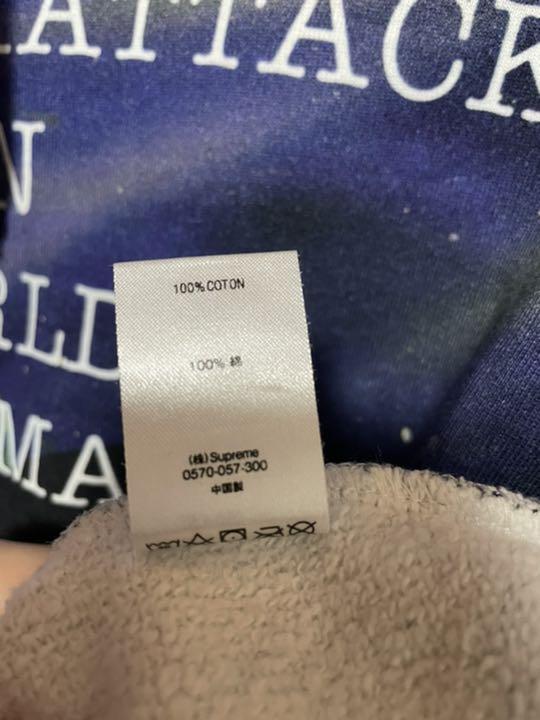 ATTACK
N
RLD
MA
100% COTON
100% 綿
(株) Supreme
0570-057-300
中国製